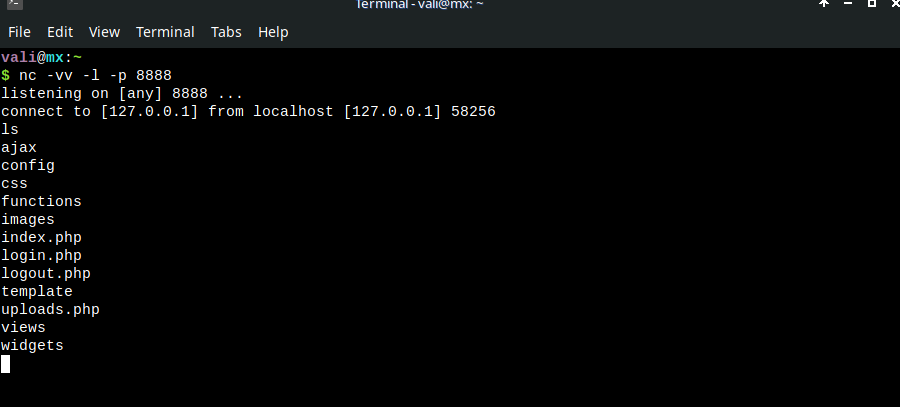 Terminal - vali@mx: ~
File Edit View Terminal Tabs Help
vali@mx:~
$ nc -vv -l -p 8888
listening on [any] 8888 ...
connect to [127.0.0.1] from localhost [127.0.0.1] 58256
ls
ajax
config
css
functions
images
index.php
login.php
logout.php
template
uploads.php
views
widgets